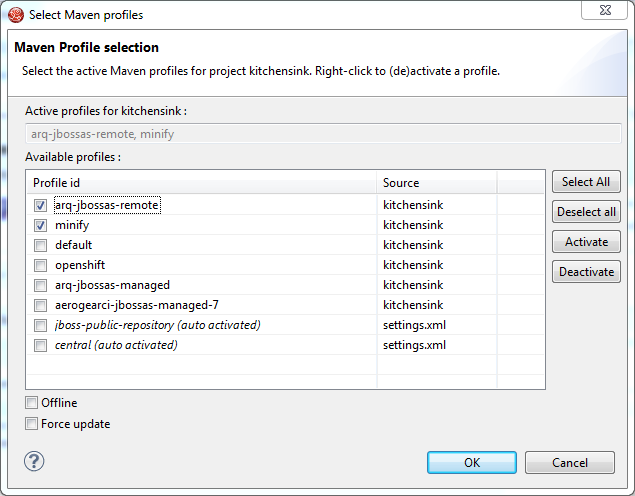 Select Maven profiles
Maven Profile selection
Select the active Maven profiles for project kitchensink. Right-click to (de)activate a profile.
Active profiles for kitchensink :
arq-jbossas-remote, minify
Available profiles :
Profile id Source
arq-jbossas-remote kitchensink
minify kitchensink
default kitchensink
openshift kitchensink
arq-jbossas-managed kitchensink
aerogearci-jbossas-managed-7 kitchensink
jboss-public-repository (auto activated) settings.xml
central (auto activated) settings.xml
Select All
Deselect all
Activate
Deactivate
Offline
Force update
?
OK Cancel